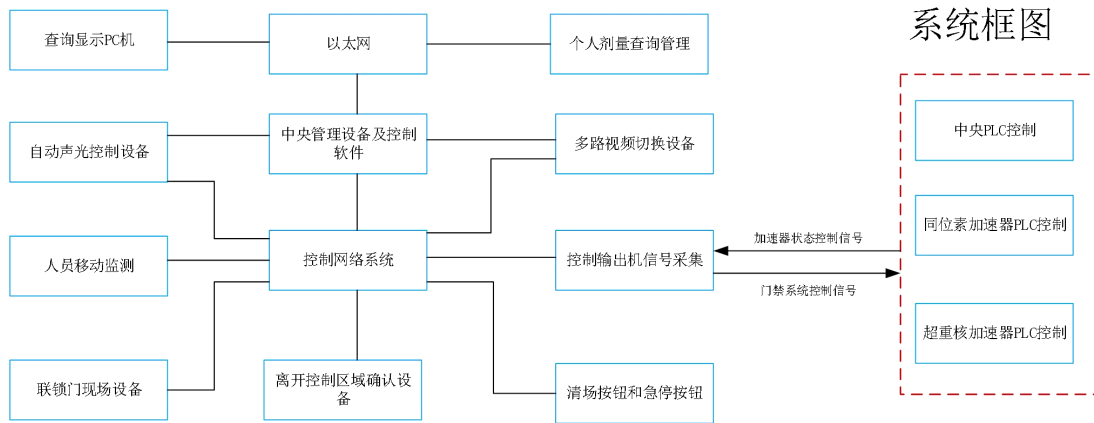 系统框图
查询显示PC机
以太网
个人剂量查询管理
自动声光控制设备
中央管理设备及控制
软件
多路视频切换设备
中央PLC控制
人员移动监测
控制网络系统
控制输出机信号采集
加速器状态控制信号
门禁系统控制信号
同位素加速器PLC控制
超重核加速器PLC控制
联锁门现场设备
离开控制区域确认设
备
清场按钮和急停按钮